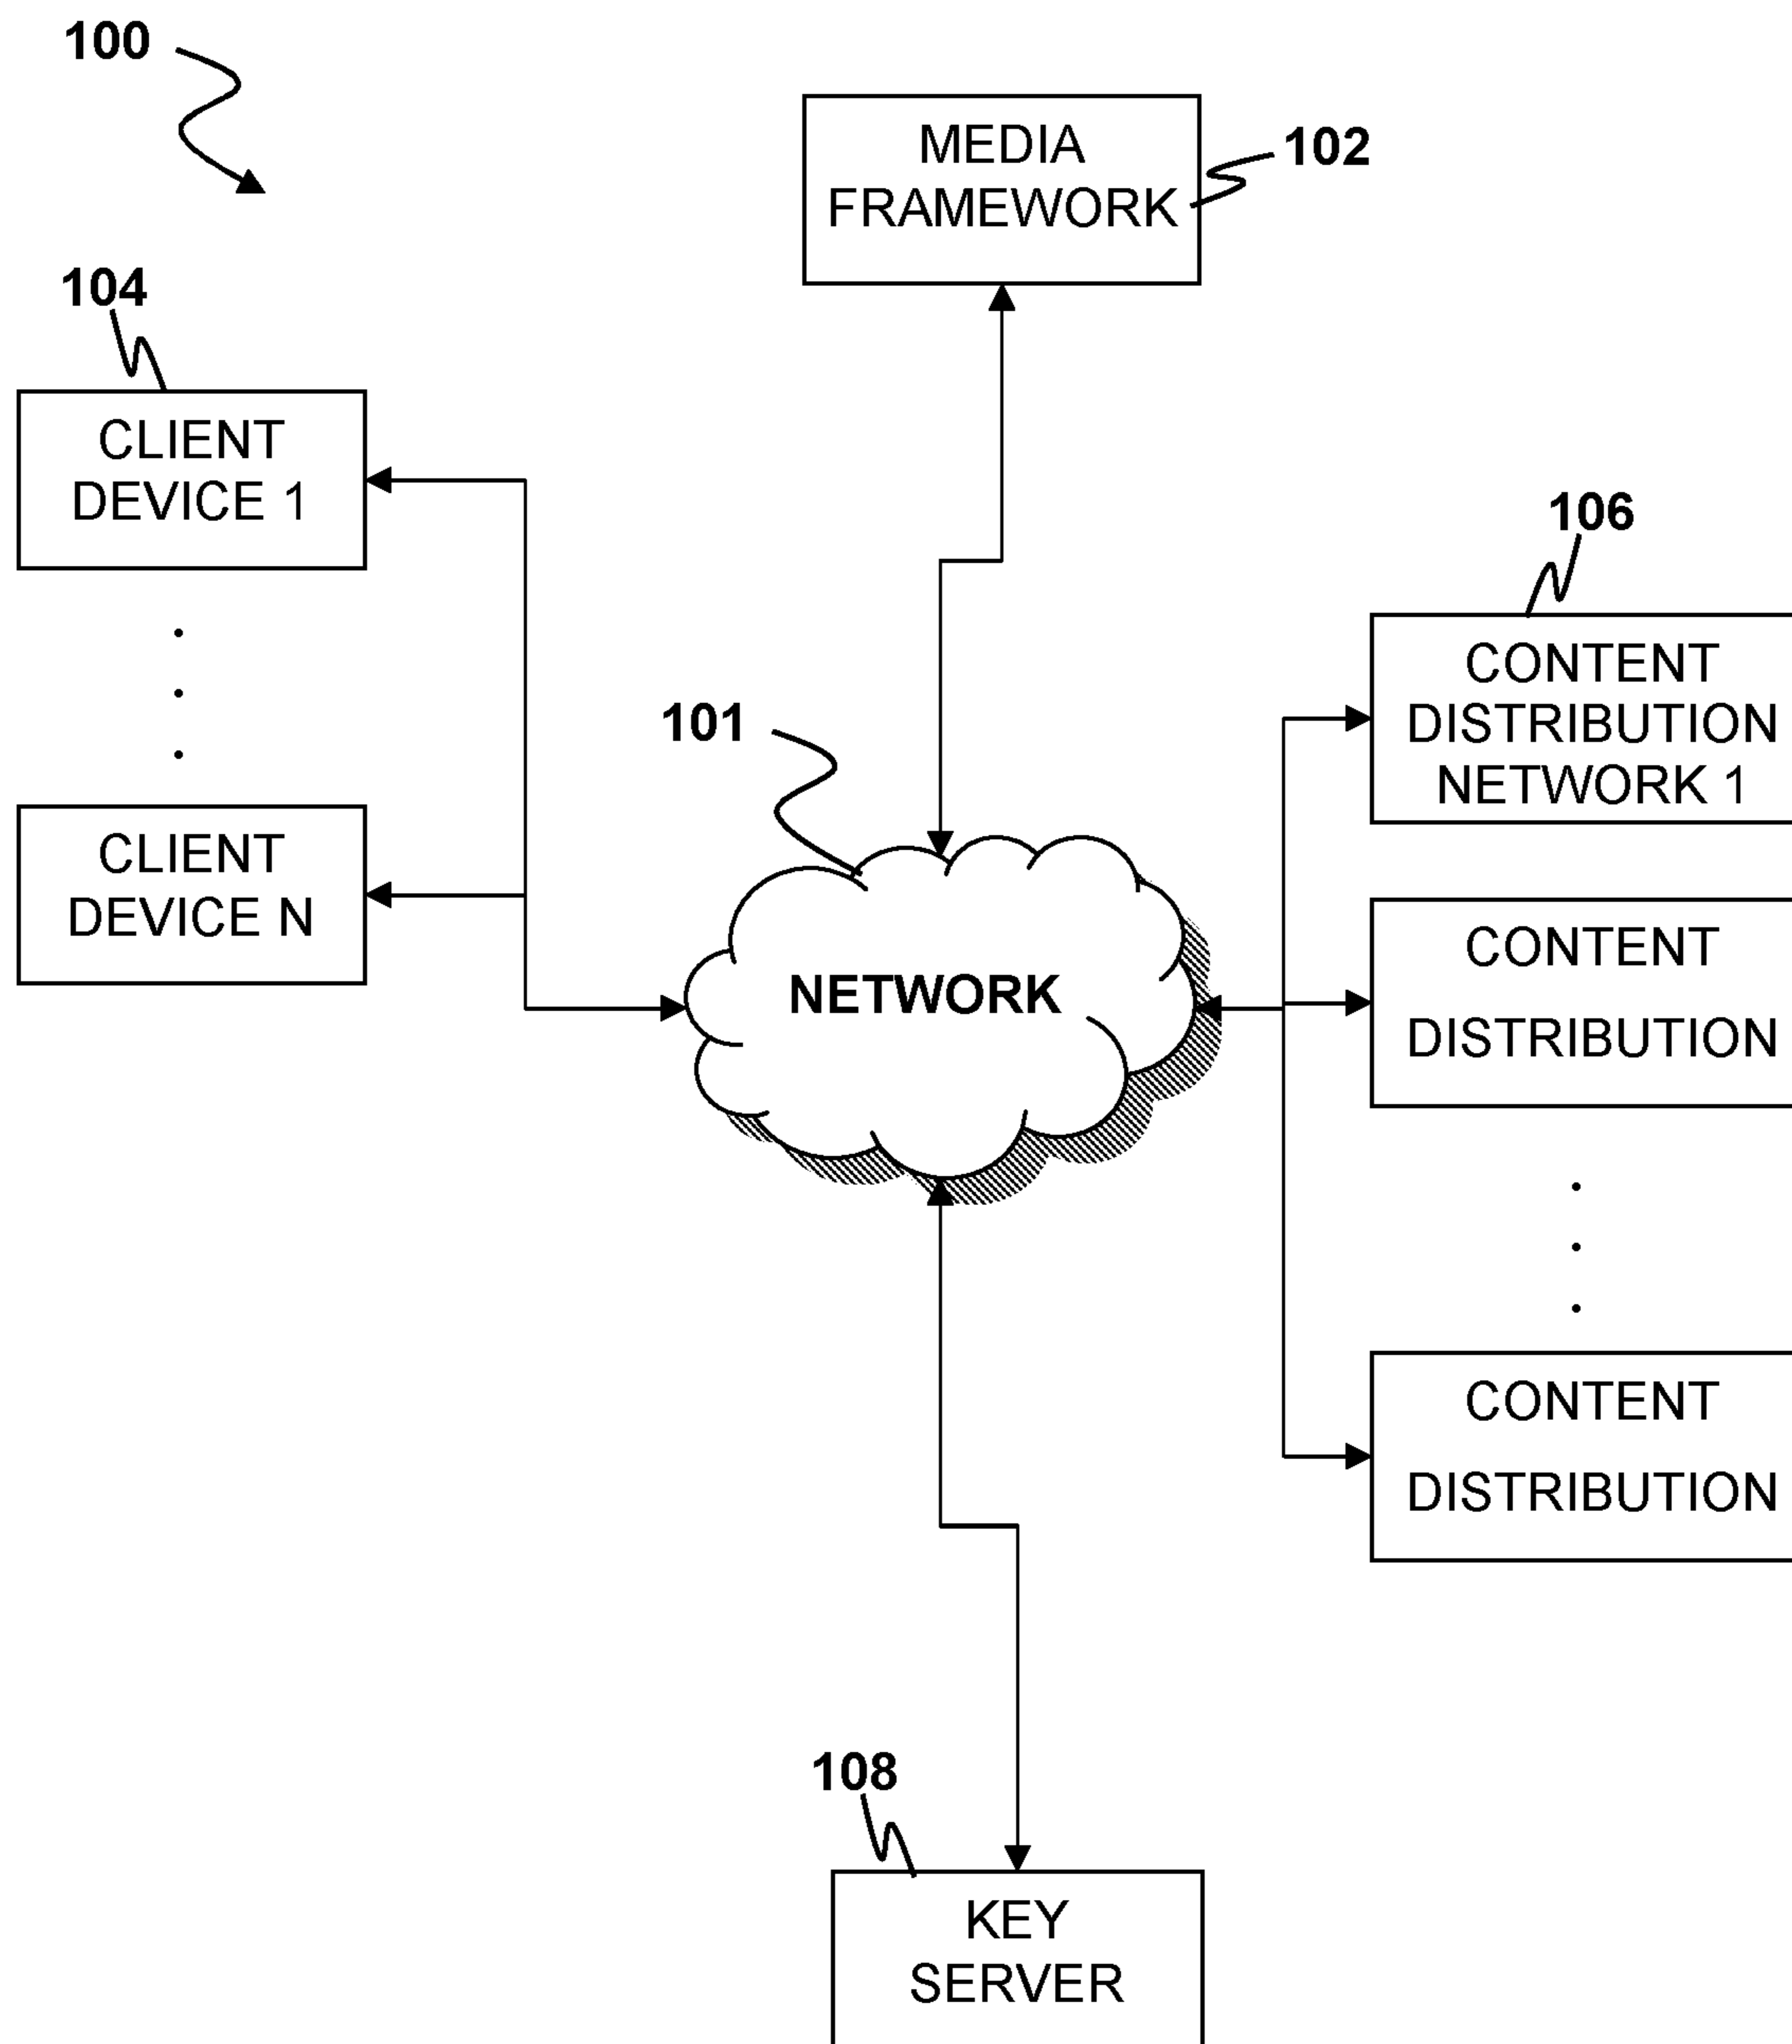 100
MEDIA
FRAMEWORK
102
104
CLIENT
DEVICE 1
106
CONTENT
DISTRIBUTION
NETWORK 1
101
CLIENT
DEVICE N
NETWORK
CONTENT
DISTRIBUTION
CONTENT
DISTRIBUTION
108
KEY
SERVER